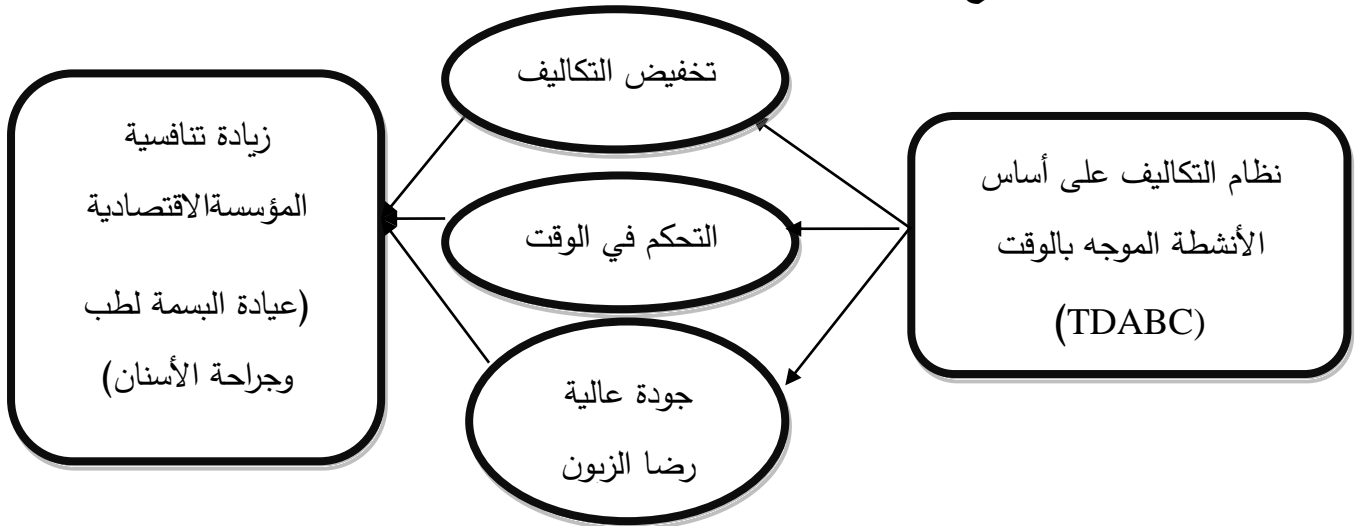 نظام التكاليف على أساس
الأنشطة الموجه بالوقت
(TDABC)
تخفيض التكاليف
التحكم في الوقت
جودة عالية
رضا الزبون
زيادة تنافسية
المؤسسةالاقتصادية
(عيادة البسمة لطب
وجراحة الأسنان)